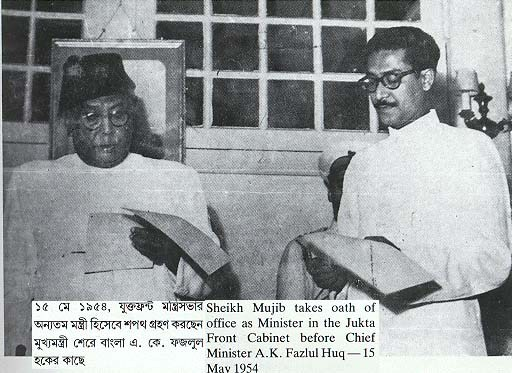 ১৫ মে ১৯৫৪, যুক্তফ্রন্ট মন্ত্রিসভার
অন্যতম মন্ত্রী হিসেবে শপথ গ্রহণ করছেন
মুখ্যমন্ত্রী শেরে বাংলা এ. কে. ফজলুল
হকের কাছে
Sheikh Mujib takes oath of
office as Minister in the Jukta
Front Cabinet before Chief
Minister A.K. Fazlul Huq — 15
May 1954